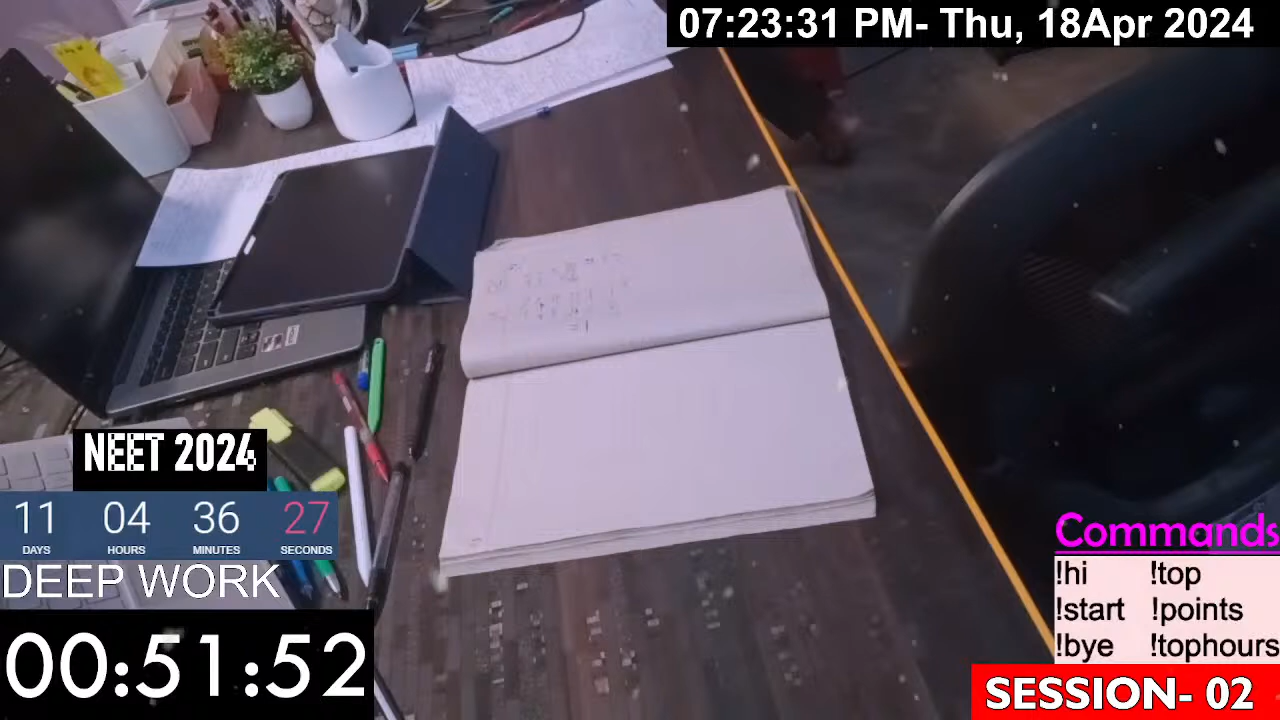 07:23:31 PM- Thu, 18Apr 2024
NEET 2024
11 04 36 27
DAYS HOURS MINUTES SECONDS
DEEP WORK
00:51:52
Commands
!hi !top
!start !points
!bye !tophours
SESSION- 02